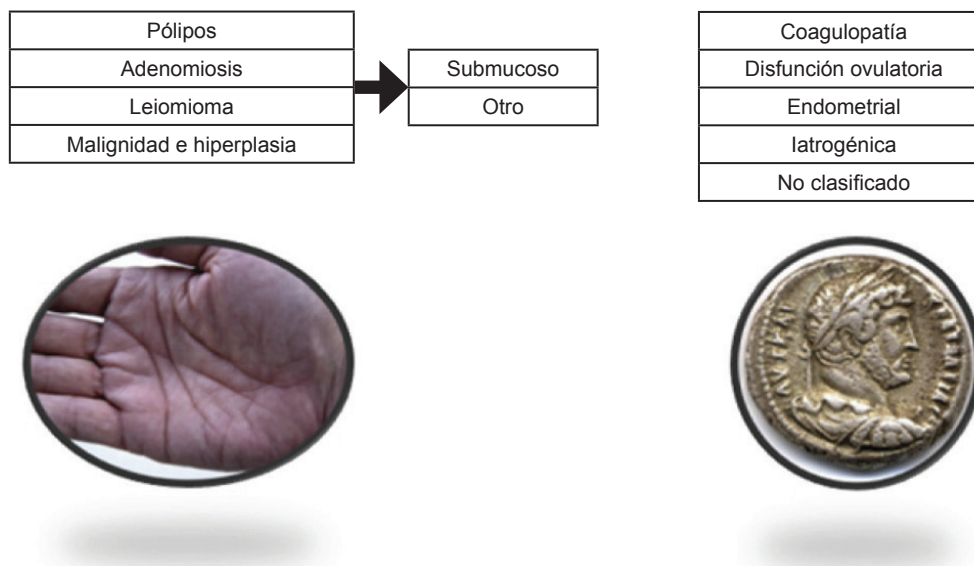 Pólipos
Adenomiosis
Leiomioma
Malignidad e hiperplasia
Submucoso
Otro
Coagulopatía
Disfunción ovulatoria
Endometrial
Iatrogénica
No clasificado